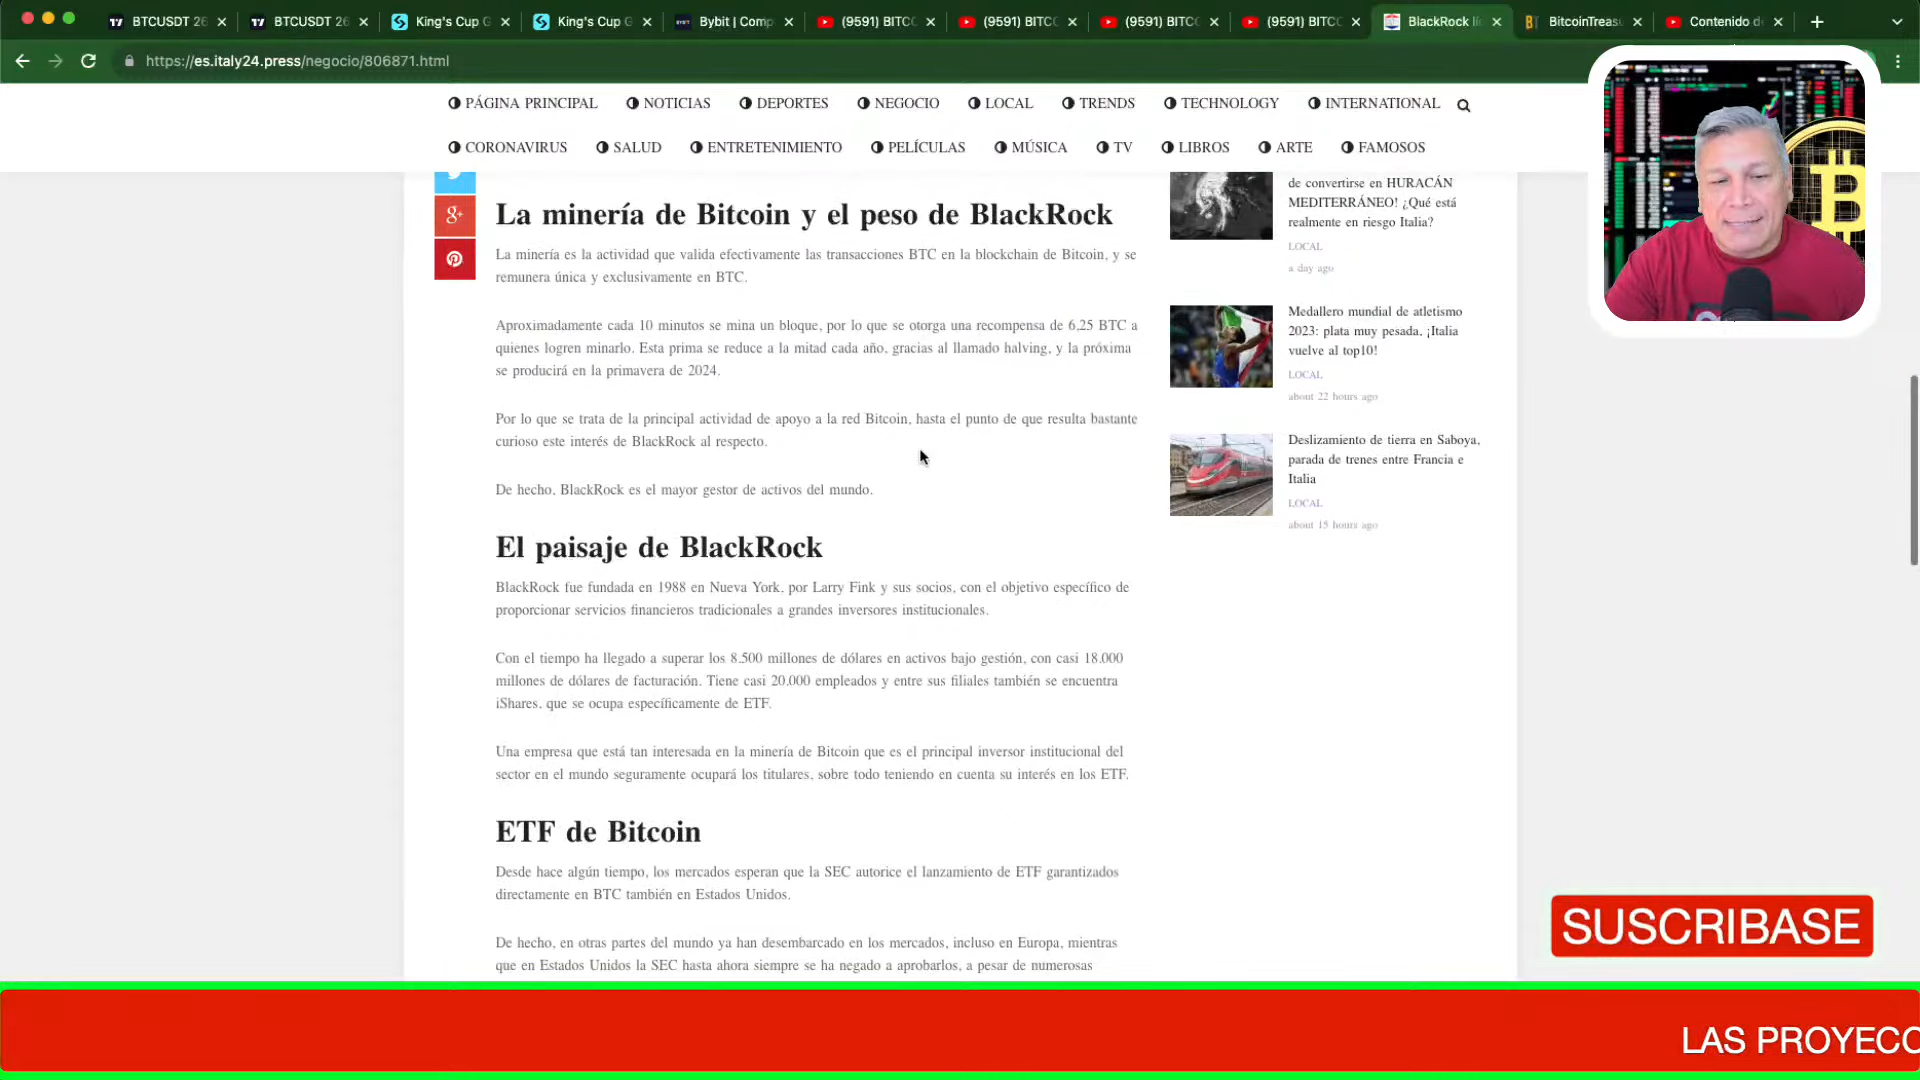 BTCUSDT 26
BTCUSDT 26
King's Cup G
King's Cup G
Bybit | Comp
(9591) BITCO
(9591) BITC
(9591) BITC
(9591) BITC
BlackRock li
BitcoinTreas
Contenido d
https://es.italy24.press/negocio/806871.html
PÁGINA PRINCIPAL NOTICIAS DEPORTES NEGOCIO LOCAL TRENDS TECHNOLOGY INTERNATIONAL
CORONAVIRUS SALUD ENTRETENIMIENTO PELÍCULAS MÚSICA TV LIBROS ARTE FAMOSOS
La minería de Bitcoin y el peso de BlackRock
La minería es la actividad que valida efectivamente las transacciones BTC en la blockchain de Bitcoin, y se
remunera única y exclusivamente en BTC.
Aproximadamente cada 10 minutos se mina un bloque, por lo que se otorga una recompensa de 6,25 BTC a
quienes logren minarlo. Esta prima se reduce a la mitad cada año, gracias al llamado halving, y la próxima
se producirá en la primavera de 2024.
Por lo que se trata de la principal actividad de apoyo a la red Bitcoin, hasta el punto de que resulta bastante
curioso este interés de BlackRock al respecto.
De hecho, BlackRock es el mayor gestor de activos del mundo.
El paisaje de BlackRock
BlackRock fue fundada en 1988 en Nueva York, por Larry Fink y sus socios, con el objetivo específico de
proporcionar servicios financieros tradicionales a grandes inversores institucionales.
Con el tiempo ha llegado a superar los 8.500 millones de dólares en activos bajo gestión, con casi 18.000
millones de dólares de facturación. Tiene casi 20.000 empleados y entre sus filiales también se encuentra
iShares, que se ocupa específicamente de ETF.
Una empresa que está tan interesada en la minería de Bitcoin que es el principal inversor institucional del
sector en el mundo seguramente ocupará los titulares, sobre todo teniendo en cuenta su interés en los ETF.
ETF de Bitcoin
Desde hace algún tiempo, los mercados esperan que la SEC autorice el lanzamiento de ETF garantizados
directamente en BTC también en Estados Unidos.
De hecho, en otras partes del mundo ya han desembarcado en los mercados, incluso en Europa, mientras
que en Estados Unidos la SEC hasta ahora siempre se ha negado a aprobarlos, a pesar de numerosas
de convertirse en HURACÁN
MEDITERRÁNEO! ¿Qué está
realmente en riesgo Italia?
LOCAL
a day ago
Medallero mundial de atletismo
2023: plata muy pesada, ¡Italia
vuelve al top10!
LOCAL
about 22 hours ago
Deslizamiento de tierra en Saboya,
parada de trenes entre Francia e
Italia
LOCAL
about 15 hours ago
SUSCRIBASE
LAS PROYECC